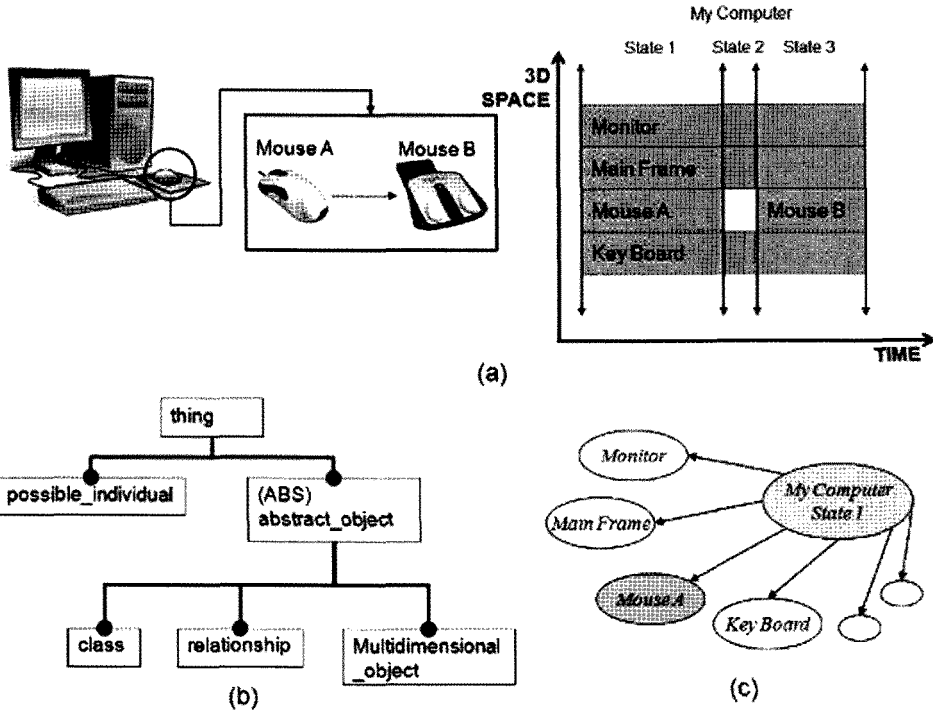 My Computer
State 1 State 2 State 3
3D
SPACE
Mouse A Mouse B
Monitor
Main Frame
Mouse A Mouse B
Key Board
TIME
(a)
thing
possible_individual
(ABS)
abstract_object
class
relationship
Multidimensional
_object
(b)
Monitor
My Computer
State 1
Main Frame
Mouse A
Key Board
(c)